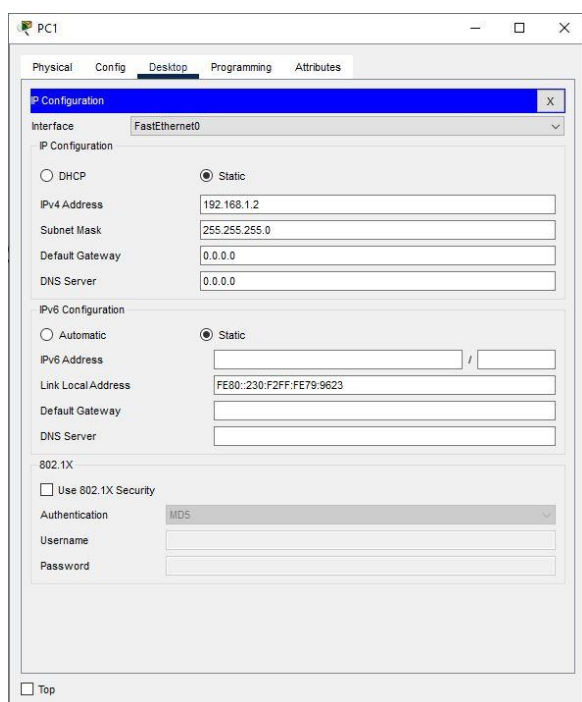 PC1
Physical Config Desktop Programming Attributes
IP Configuration X
Interface FastEthernet0
IP Configuration
DHCP Static
IPv4 Address 192.168.1.2
Subnet Mask 255.255.255.0
Default Gateway 0.0.0.0
DNS Server 0.0.0.0
IPv6 Configuration
Automatic Static
IPv6 Address /
Link Local Address FE80::230:F2FF:FE79:9623
Default Gateway
DNS Server
802.1X
Use 802.1X Security
Authentication MD5
Username
Password
Top